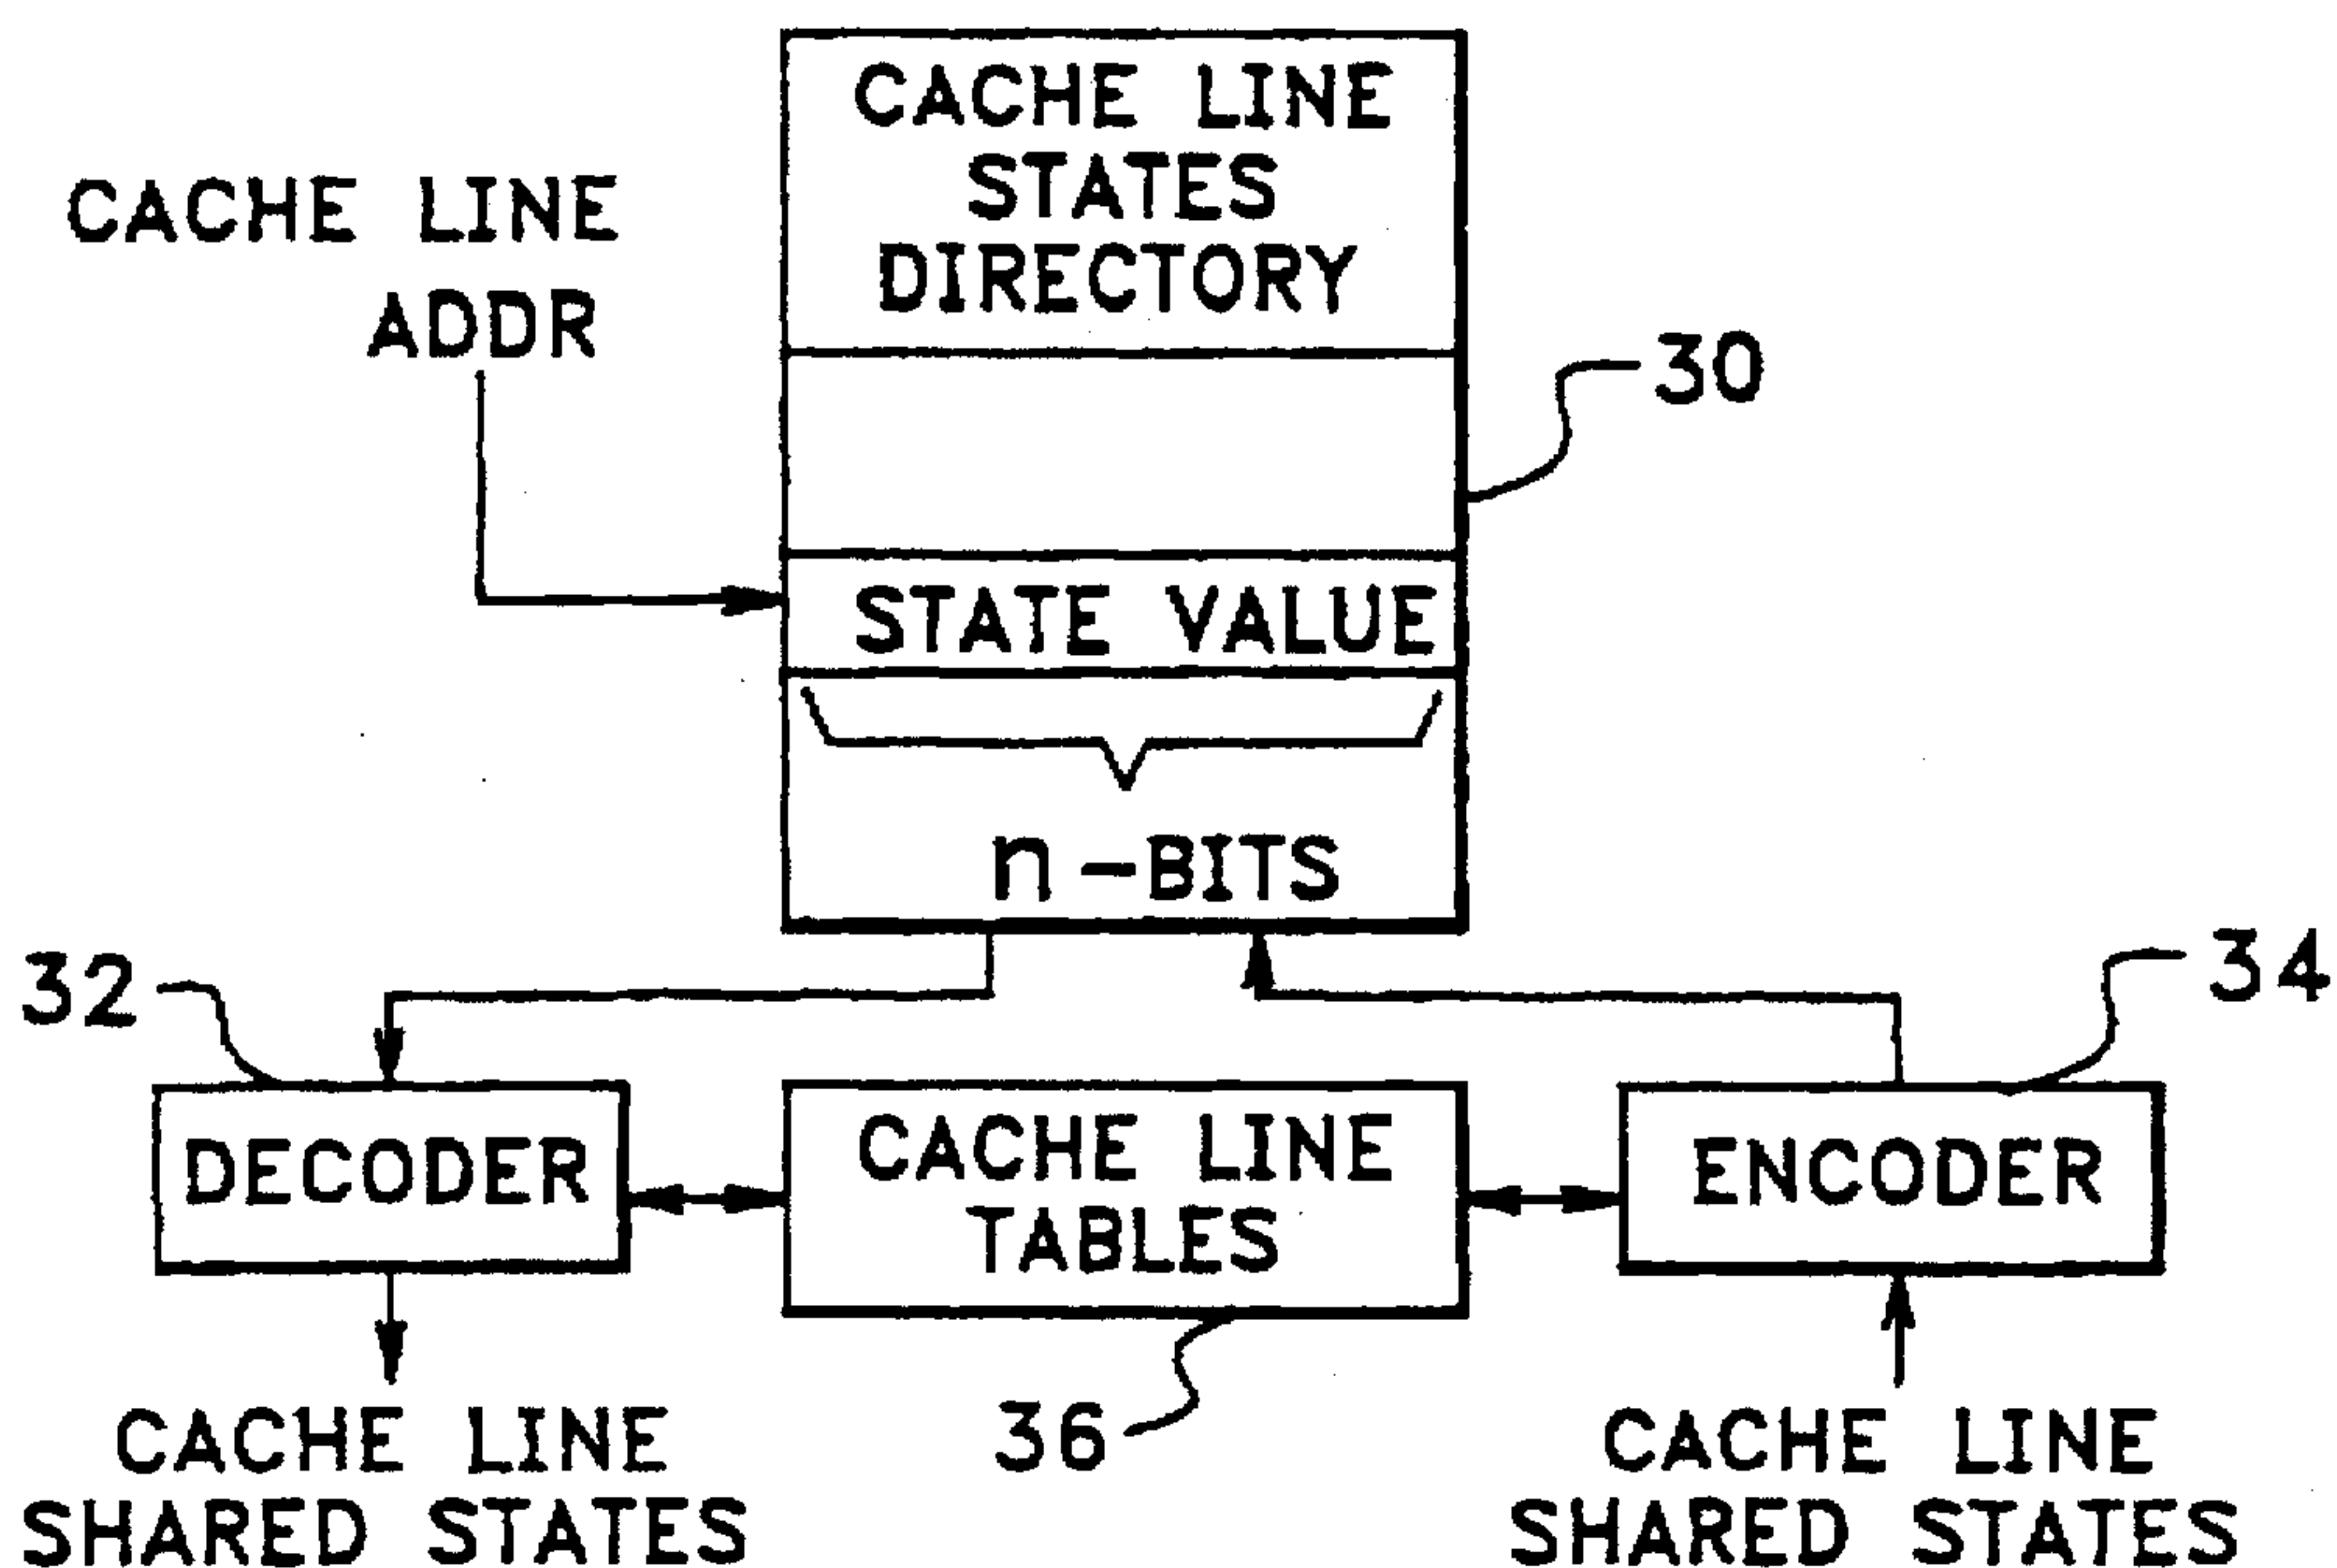 CACHE LINE
STATES
DIRECTORY
CACHE LINE
ADDR
30
STATE VALUE
n-BITS
32
34
DECODER
CACHE LINE
TABLES
ENCODER
36
CACHE LINE
SHARED STATES
CACHE LINE
SHARED STATES